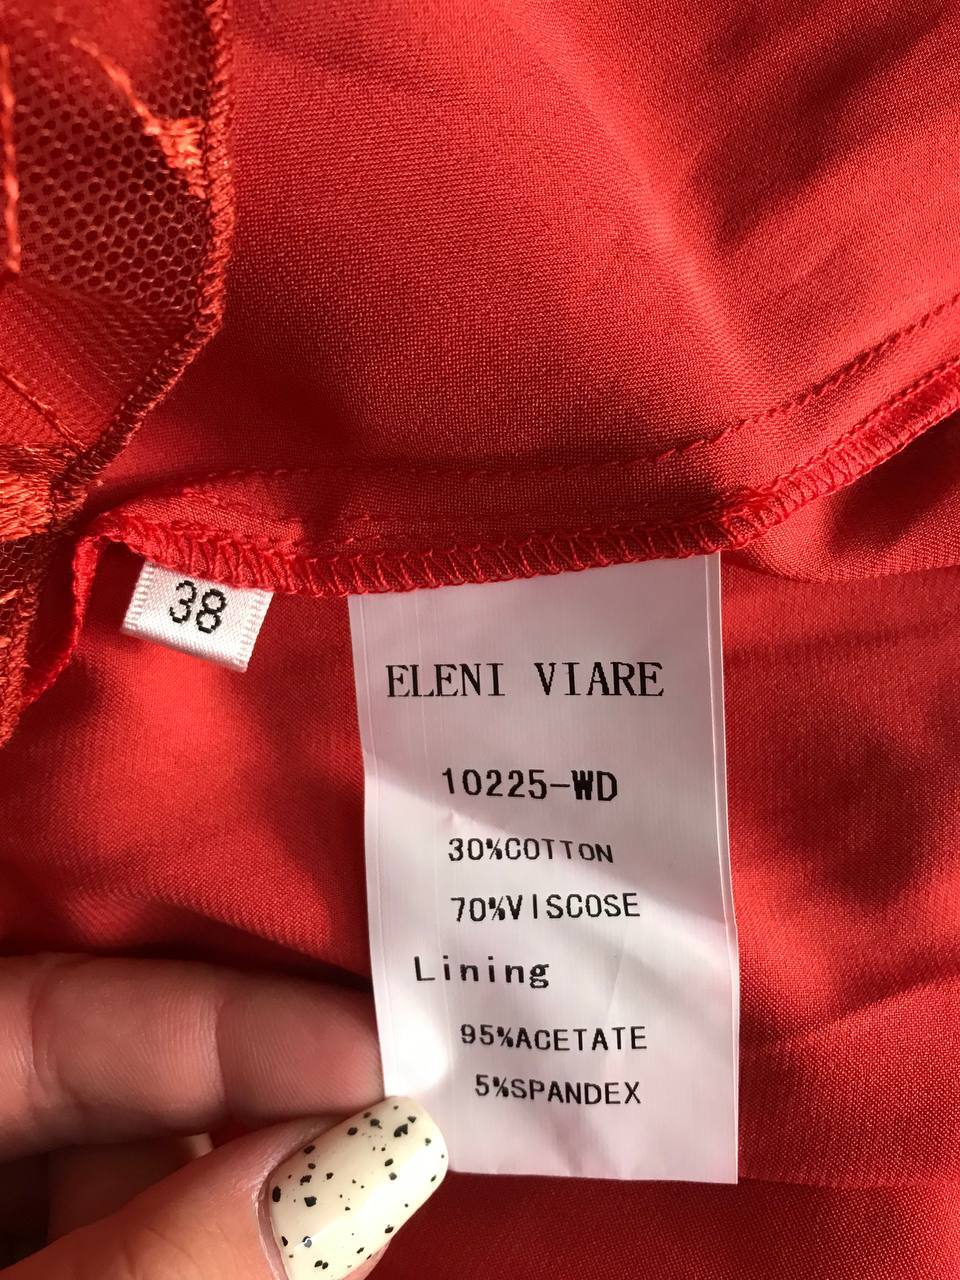 38
ELENI VIARE
10225-WD
30%COTTON
70%VISCOSE
Lining
95%ACETATE
5%SPANDEX